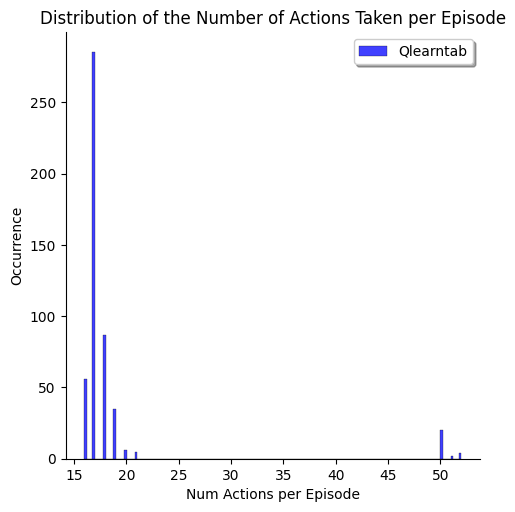 Distribution of the Number of Actions Taken per Episode
Qlearntab
250
200
150
100
50
0
Occurrence
15 20 25 30 35 40 45 50
Num Actions per Episode